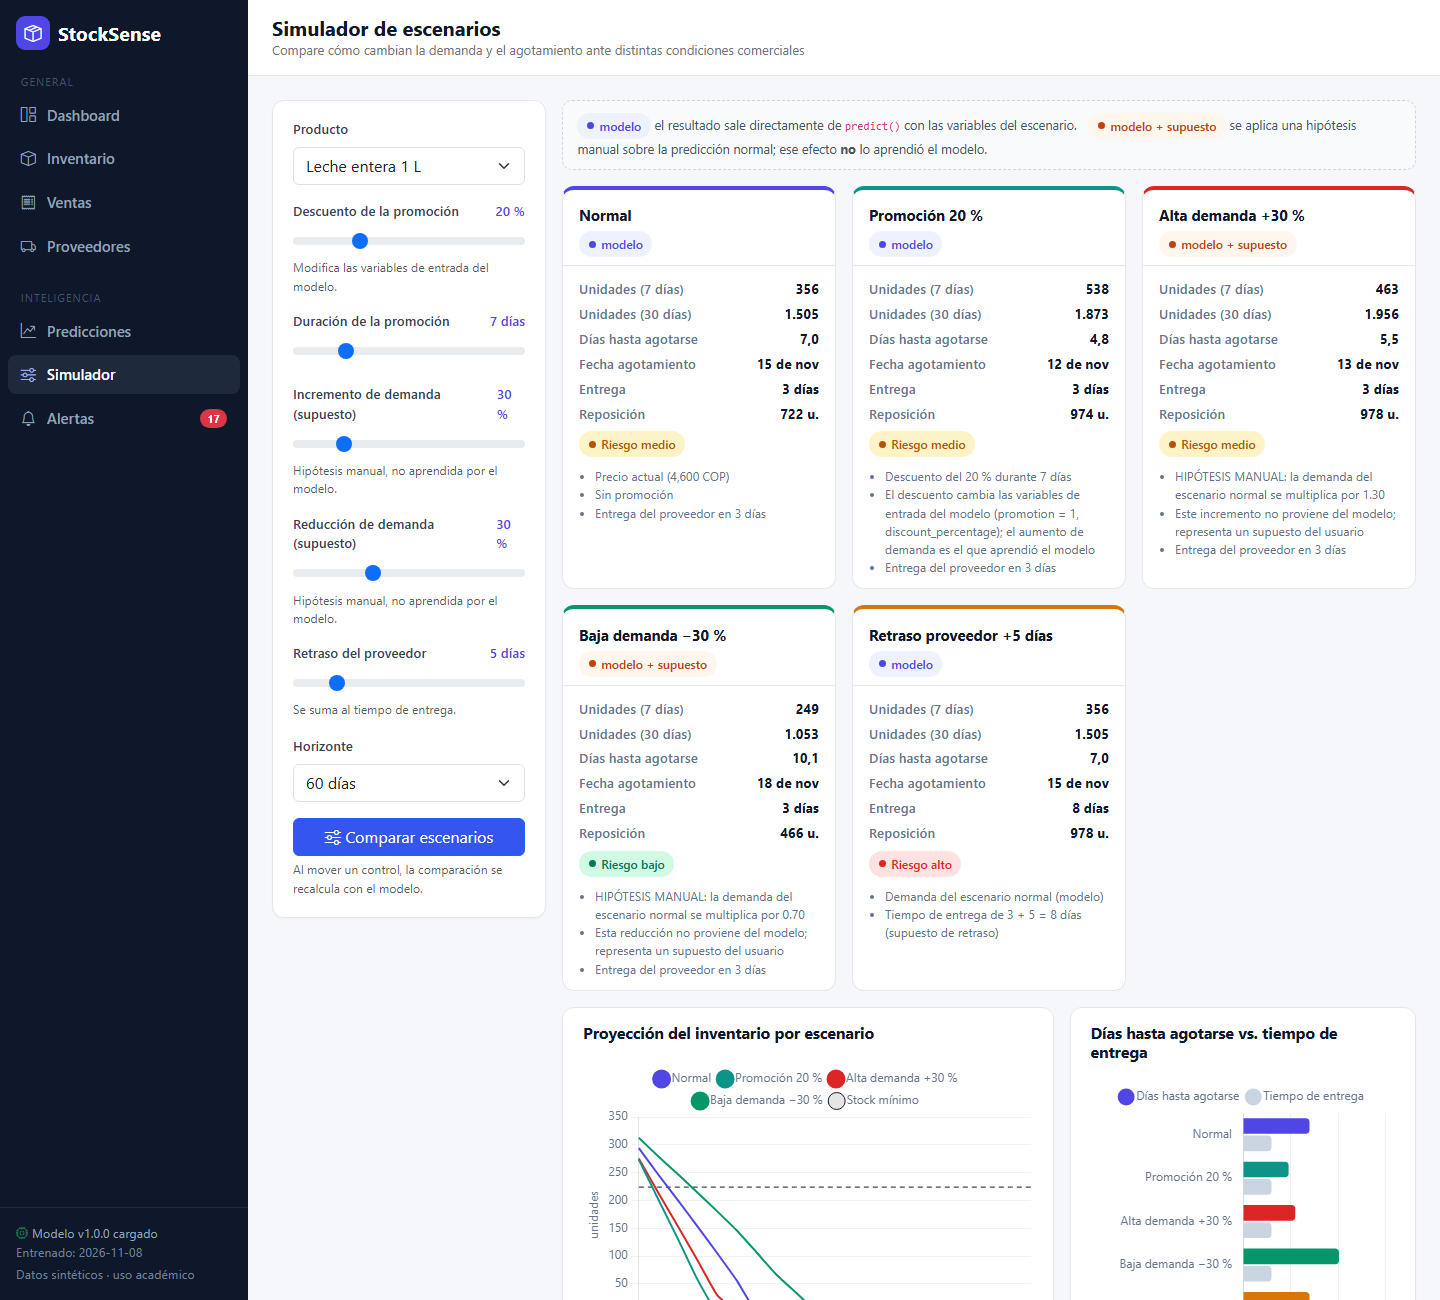 StockSense
GENERAL
Dashboard
Inventario
Ventas
Proveedores
INTELIGENCIA
Predicciones
Simulador
Alertas 17
Modelo v1.0.0 cargado
Entrenado: 2026-11-08
Datos sintéticos · uso académico
Simulador de escenarios
Compare cómo cambian la demanda y el agotamiento ante distintas condiciones comerciales
Producto
Leche entera 1 L
Descuento de la promoción 20 %
Modifica las variables de entrada del
modelo.
Duración de la promoción 7 días
Incremento de demanda 30
(supuesto) %
Hipótesis manual, no aprendida por el
modelo.
Reducción de demanda 30
(supuesto) %
Hipótesis manual, no aprendida por el
modelo.
Retraso del proveedor 5 días
Se suma al tiempo de entrega.
Horizonte
60 días
Comparar escenarios
Al mover un control, la comparación se
recalcula con el modelo.
modelo el resultado sale directamente de predict() con las variables del escenario. modelo + supuesto se aplica una hipótesis
manual sobre la predicción normal; ese efecto no lo aprendió el modelo.
Normal
modelo
Unidades (7 días) 356
Unidades (30 días) 1.505
Días hasta agotarse 7,0
Fecha agotamiento 15 de nov
Entrega 3 días
Reposición 722 u.
Riesgo medio
Precio actual (4,600 COP)
Sin promoción
Entrega del proveedor en 3 días
Promoción 20 %
modelo
Unidades (7 días) 538
Unidades (30 días) 1.873
Días hasta agotarse 4,8
Fecha agotamiento 12 de nov
Entrega 3 días
Reposición 974 u.
Riesgo medio
Descuento del 20 % durante 7 días
El descuento cambia las variables de
entrada del modelo (promotion = 1,
discount_percentage); el aumento de
demanda es el que aprendió el modelo
Entrega del proveedor en 3 días
Alta demanda +30 %
modelo + supuesto
Unidades (7 días) 463
Unidades (30 días) 1.956
Días hasta agotarse 5,5
Fecha agotamiento 13 de nov
Entrega 3 días
Reposición 978 u.
Riesgo medio
HIPÓTESIS MANUAL: la demanda del
escenario normal se multiplica por 1.30
Este incremento no proviene del modelo;
representa un supuesto del usuario
Entrega del proveedor en 3 días
Baja demanda −30 %
modelo + supuesto
Unidades (7 días) 249
Unidades (30 días) 1.053
Días hasta agotarse 10,1
Fecha agotamiento 18 de nov
Entrega 3 días
Reposición 466 u.
Riesgo bajo
HIPÓTESIS MANUAL: la demanda del
escenario normal se multiplica por 0.70
Esta reducción no proviene del modelo;
representa un supuesto del usuario
Entrega del proveedor en 3 días
Retraso proveedor +5 días
modelo
Unidades (7 días) 356
Unidades (30 días) 1.505
Días hasta agotarse 7,0
Fecha agotamiento 15 de nov
Entrega 8 días
Reposición 978 u.
Riesgo alto
Demanda del escenario normal (modelo)
Tiempo de entrega de 3 + 5 = 8 días
(supuesto de retraso)
Proyección del inventario por escenario
Normal Promoción 20 % Alta demanda +30 %
Baja demanda −30 % Stock mínimo
350
300
250
200
150
100
50
unidades
Días hasta agotarse vs. tiempo de
entrega
Días hasta agotarse Tiempo de entrega
Normal
Promoción 20 %
Alta demanda +30 %
Baja demanda −30 %